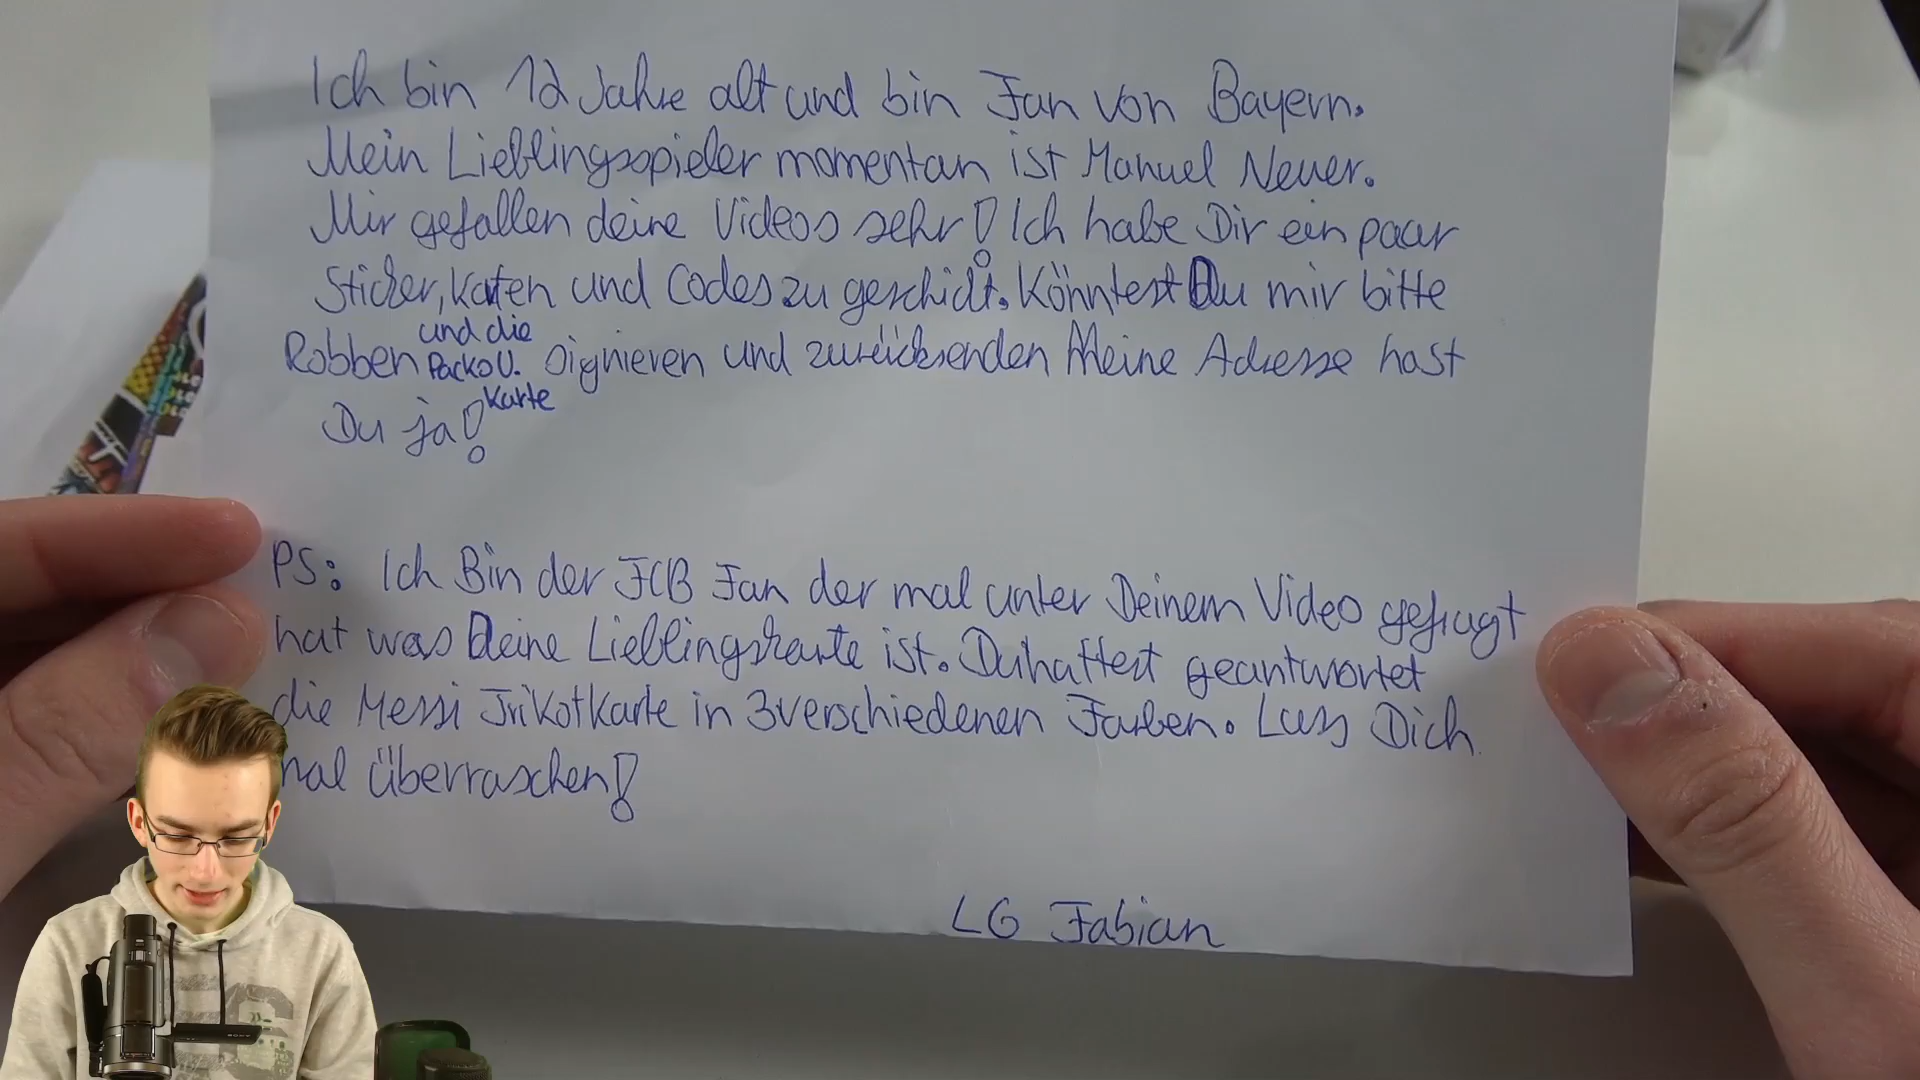 Ich bin 12 Jahre alt und bin Fan von Bayern.
Mein Lieblingsspieler momentan ist Manuel Neuer.
Mir gefallen deine Videos sehr! Ich habe Dir ein paar
Sticker, Karten und Codes zu geschickt. Könntest Du mir bitte
und die
Robben Packo U. signieren und zurücksenden Meine Adresse hast
Karte
Du ja!
PS: Ich Bin der FCB Fan der mal unter Deinem Video gefragt
hat was Deine Lieblingskarte ist. Du hattest geantwortet
die Messi TriKotKarte in 3 verschiedenen Farben. Lass Dich
mal überraschen!
LG Fabian